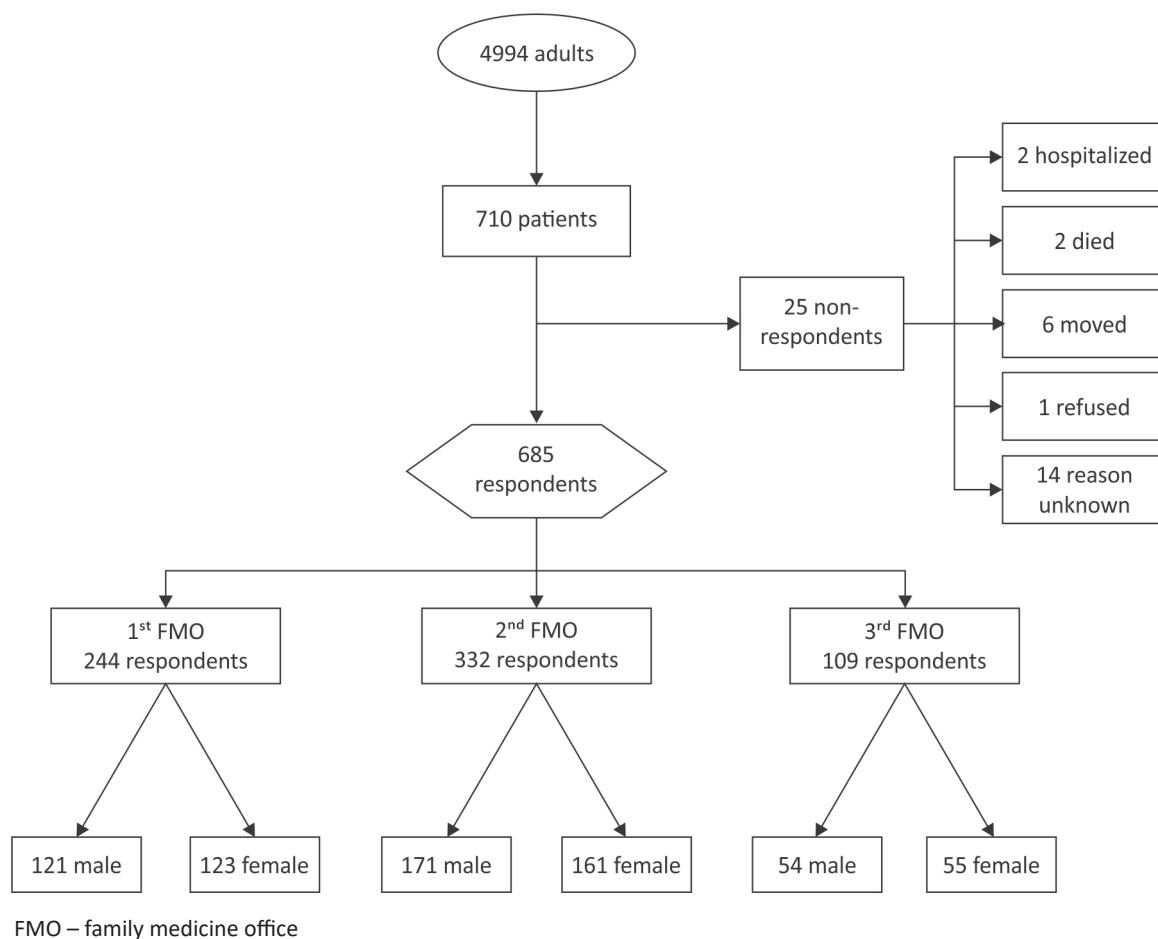 4994 adults
710 patients
25 non-
respondents
2 hospitalized
2 died
6 moved
1 refused
14 reason
unknown
685
respondents
1st FMO
244 respondents
2nd FMO
332 respondents
3rd FMO
109 respondents
121 male
123 female
171 male
161 female
54 male
55 female
FMO – family medicine office